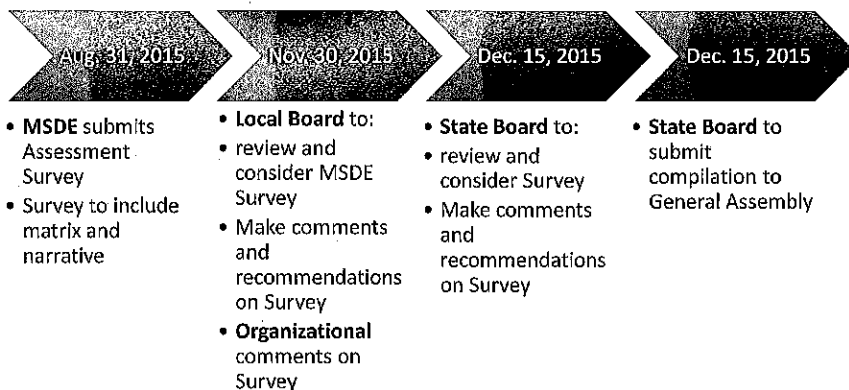 Aug. 31, 2015
• MSDE submits
Assessment
Survey
• Survey to include
matrix and
narrative
Nov. 30, 2015
• Local Board to:
• review and
consider MSDE
Survey
• Make comments
and
recommendations
on Survey
• Organizational
comments on
Survey
Dec. 15, 2015
• State Board to:
• review and
consider Survey
• Make comments
and
recommendations
on Survey
Dec. 15, 2015
• State Board to
submit
compilation to
General Assembly